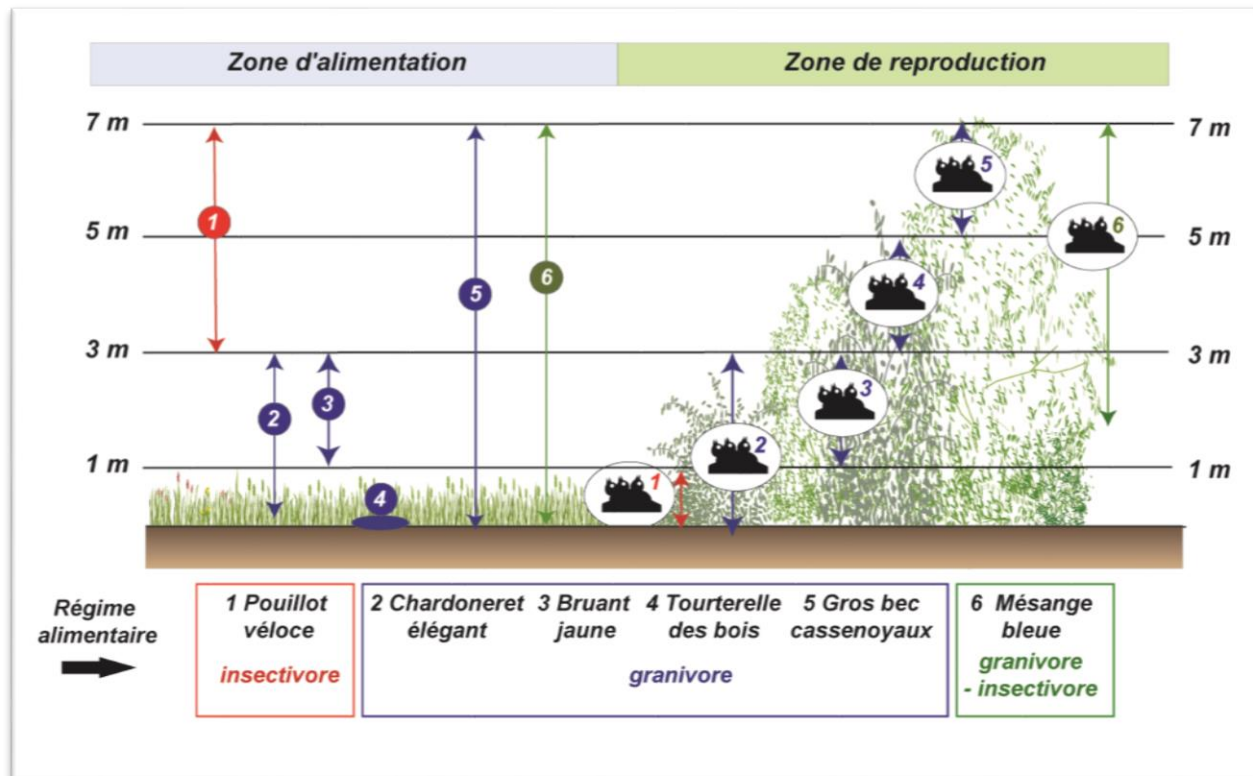 Zone d'alimentation
Zone de reproduction
7 m
7 m
5
1
6
5 m
5 m
4
6
5
3 m
3 m
3
3
2
2
1 m
1 m
1
4
Régime
alimentaire
1 Pouillot
véloce
insectivore
2 Chardoneret
élégant
3 Bruant
jaune
4 Tourterelle
des bois
5 Gros bec
cassenoyaux
granivore
6 Mésange
bleue
granivore
- insectivore